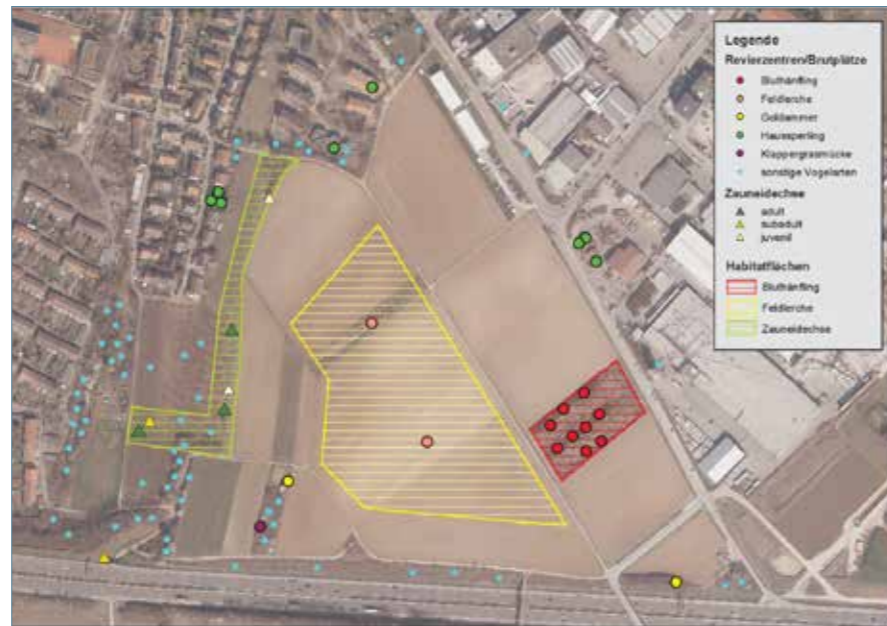 Legende
Revierzentren/Brutplätze
Bluthänfling
Feldlerche
Goldammer
Haussperling
Klappergrasmücke
sonstige Vogelarten
Zauneidechse
adult
subadult
juvenil
Habitatflächen
Bluthänfling
Feldlerche
Zauneidechse